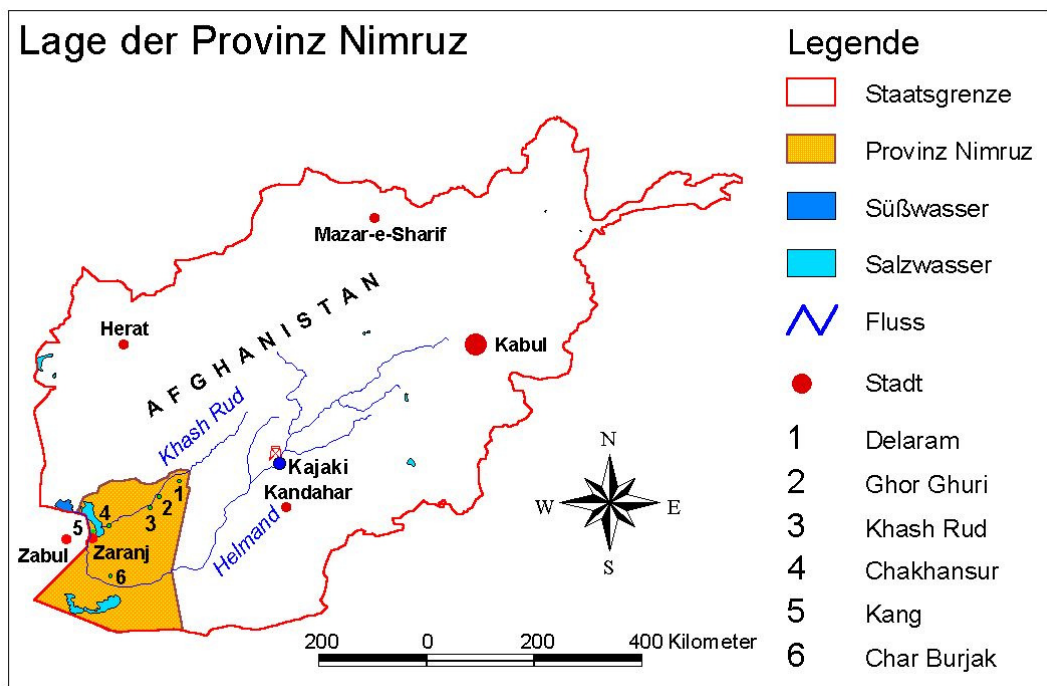 Lage der Provinz Nimruz
Mazar-e-Sharif
Herat
AFGHANISTAN
Kabul
Khash Rud
Kajaki
Kandahar
Helmand
1
2
3
4
5
Zabul
Zaranj
6
N
W
E
S
200
0
200
400 Kilometer
Legende
Staatsgrenze
Provinz Nimruz
Süßwasser
Salzwasser
Fluss
Stadt
1 Delaram
2 Ghor Ghuri
3 Khash Rud
4 Chakhansur
5 Kang
6 Char Burjak